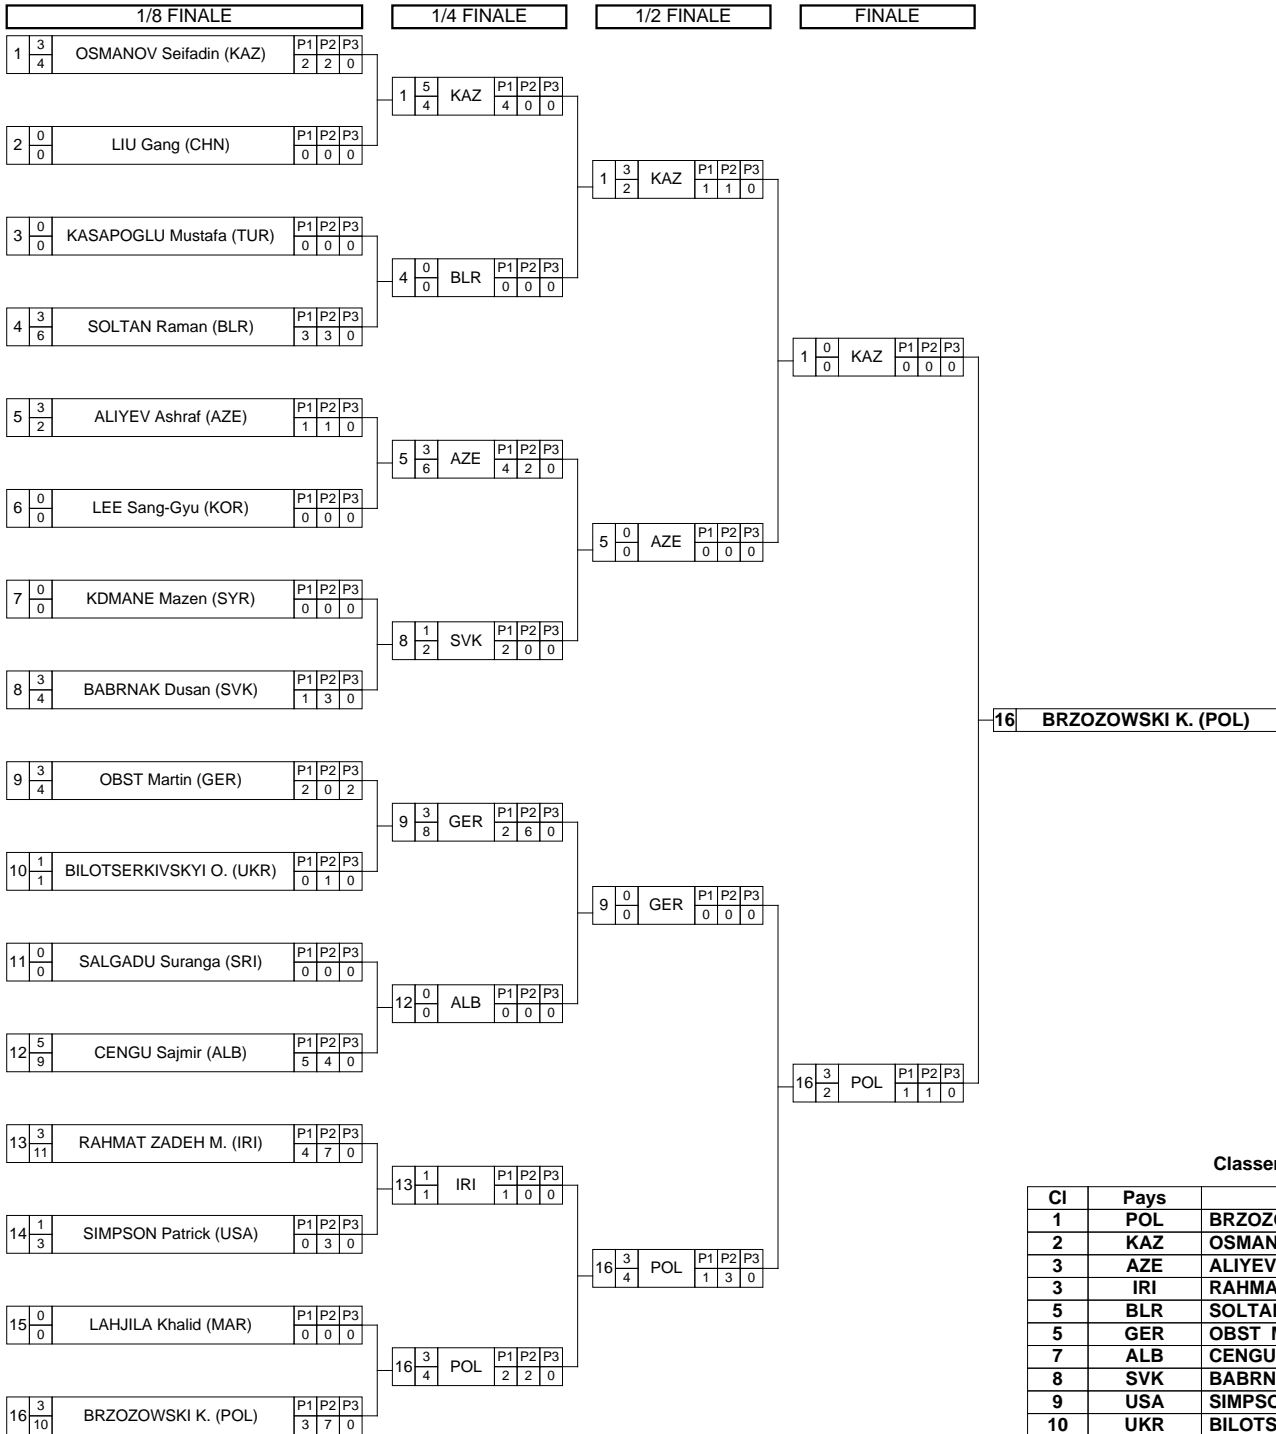 1/8 FINALE 1/4 FINALE 1/2 FINALE FINALE
1 3 4 OSMANOV Seifadin (KAZ) P1 P2 P3 2 2 0
1 5 4 KAZ P1 P2 P3 4 0 0
2 0 0 LIU Gang (CHN) P1 P2 P3 0 0 0
1 3 2 KAZ P1 P2 P3 1 1 0
3 0 0 KASAPOGLU Mustafa (TUR) P1 P2 P3 0 0 0
4 0 0 BLR P1 P2 P3 0 0 0
4 3 6 SOLTAN Raman (BLR) P1 P2 P3 3 3 0
1 0 0 KAZ P1 P2 P3 0 0 0
5 3 2 ALIYEV Ashraf (AZE) P1 P2 P3 1 1 0
5 3 6 AZE P1 P2 P3 4 2 0
6 0 0 LEE Sang-Gyu (KOR) P1 P2 P3 0 0 0
5 0 0 AZE P1 P2 P3 0 0 0
7 0 0 KDMANE Mazen (SYR) P1 P2 P3 0 0 0
8 1 2 SVK P1 P2 P3 2 0 0
8 3 4 BABRNAK Dusan (SVK) P1 P2 P3 1 3 0
16 BRZOZOWSKI K. (POL)
9 3 4 OBST Martin (GER) P1 P2 P3 2 0 2
9 3 8 GER P1 P2 P3 2 6 0
10 1 1 BILOTSERKIVSKYI O. (UKR) P1 P2 P3 0 1 0
9 0 0 GER P1 P2 P3 0 0 0
11 0 0 SALGADU Suranga (SRI) P1 P2 P3 0 0 0
12 0 0 ALB P1 P2 P3 0 0 0
12 5 9 CENGU Sajmir (ALB) P1 P2 P3 5 4 0
16 3 2 POL P1 P2 P3 1 1 0
13 3 11 RAHMAT ZADEH M. (IRI) P1 P2 P3 4 7 0
13 1 1 IRI P1 P2 P3 1 0 0
14 1 3 SIMPSON Patrick (USA) P1 P2 P3 0 3 0
16 3 4 POL P1 P2 P3 1 3 0
15 0 0 LAHJILA Khalid (MAR) P1 P2 P3 0 0 0
16 3 4 POL P1 P2 P3 2 2 0
16 3 10 BRZOZOWSKI K. (POL) P1 P2 P3 3 7 0
Classe
Cl Pays
1 POL BRZOZ
2 KAZ OSMAN
3 AZE ALIYEV
3 IRI RAHMA
5 BLR SOLTA
5 GER OBST
7 ALB CENGU
8 SVK BABRN
9 USA SIMPS
10 UKR BILOTS